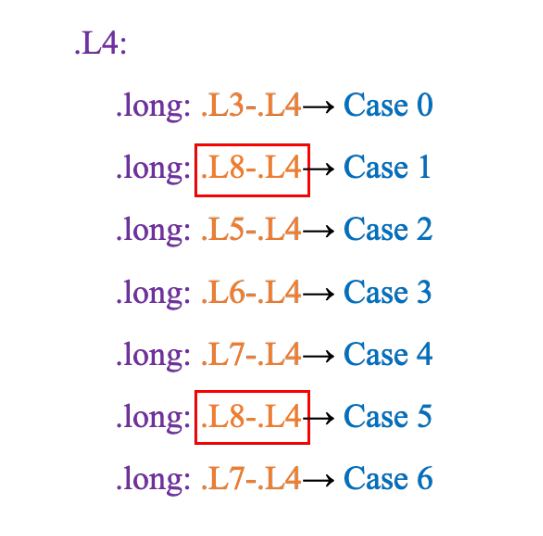 .L4:
.long: .L3-.L4→ Case 0
.long: .L8-.L4→ Case 1
.long: .L5-.L4→ Case 2
.long: .L6-.L4→ Case 3
.long: .L7-.L4→ Case 4
.long: .L8-.L4→ Case 5
.long: .L7-.L4→ Case 6